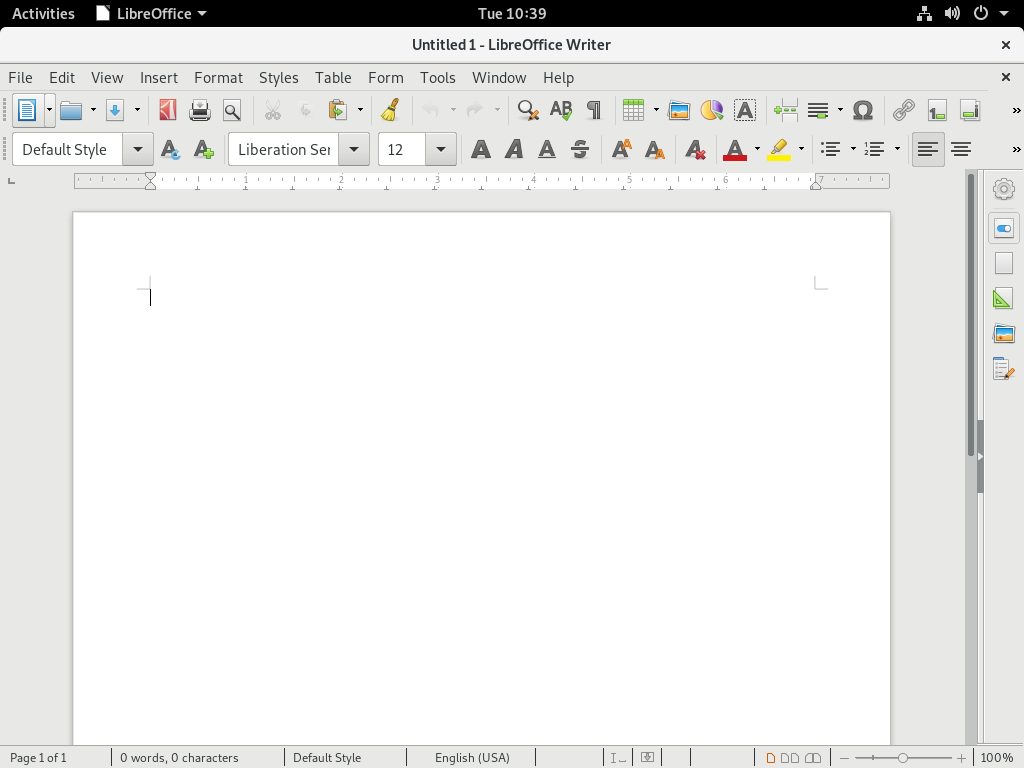 Activities LibreOffice Tue 10:39
Untitled 1 - LibreOffice Writer
File Edit View Insert Format Styles Table Form Tools Window Help
Default Style Liberation Ser 12
1 2 3 4 5 6 7
Page 1 of 1 0 words, 0 characters Default Style English (USA) 100%